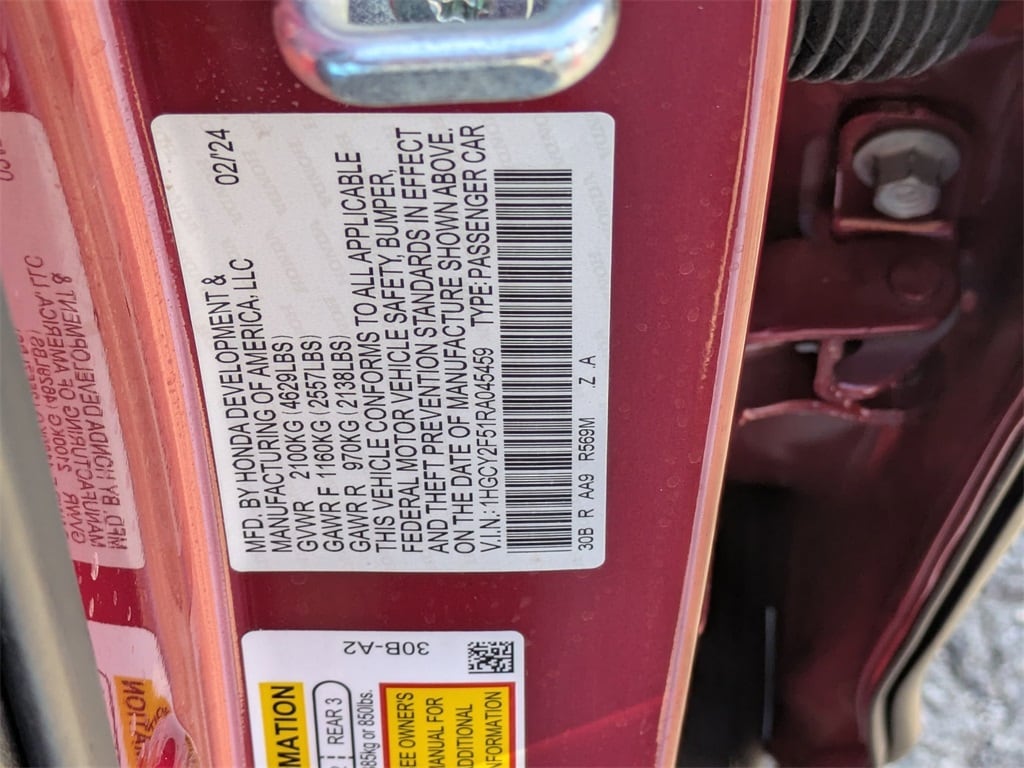 MFD. BY HONDA DEVELOPMENT & 02/'24
MANUFACTURING OF AMERICA, LLC
GVWR 2100KG (4629LBS)
GAWR F 1160KG (2557LBS)
GAWR R 970KG (2138LBS)
THIS VEHICLE CONFORMS TO ALL APPLICABLE
FEDERAL MOTOR VEHICLE SAFETY, BUMPER,
AND THEFT PREVENTION STANDARDS IN EFFECT
ON THE DATE OF MANUFACTURE SHOWN ABOVE.
V.I.N.: 1HGCY2F51RA045459 TYPE:PASSENGER CAR
30B R AA9 R569M Z A
30B-A2
REAR 3
385kg or 850lbs.
SEE OWNER'S
MANUAL FOR
ADDITIONAL
INFORMATION